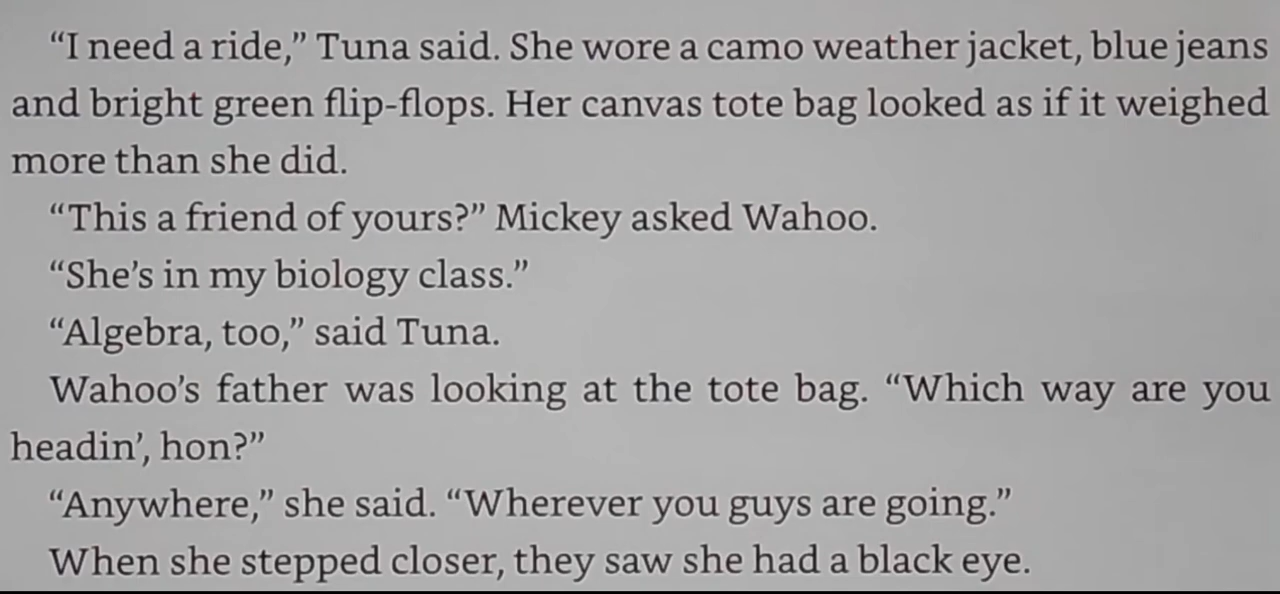 “I need a ride,” Tuna said. She wore a camo weather jacket, blue jeans
and bright green flip-flops. Her canvas tote bag looked as if it weighed
more than she did.
“This a friend of yours?” Mickey asked Wahoo.
“She’s in my biology class.”
“Algebra, too,” said Tuna.
Wahoo’s father was looking at the tote bag. “Which way are you
headin’, hon?”
“Anywhere,” she said. “Wherever you guys are going.”
When she stepped closer, they saw she had a black eye.